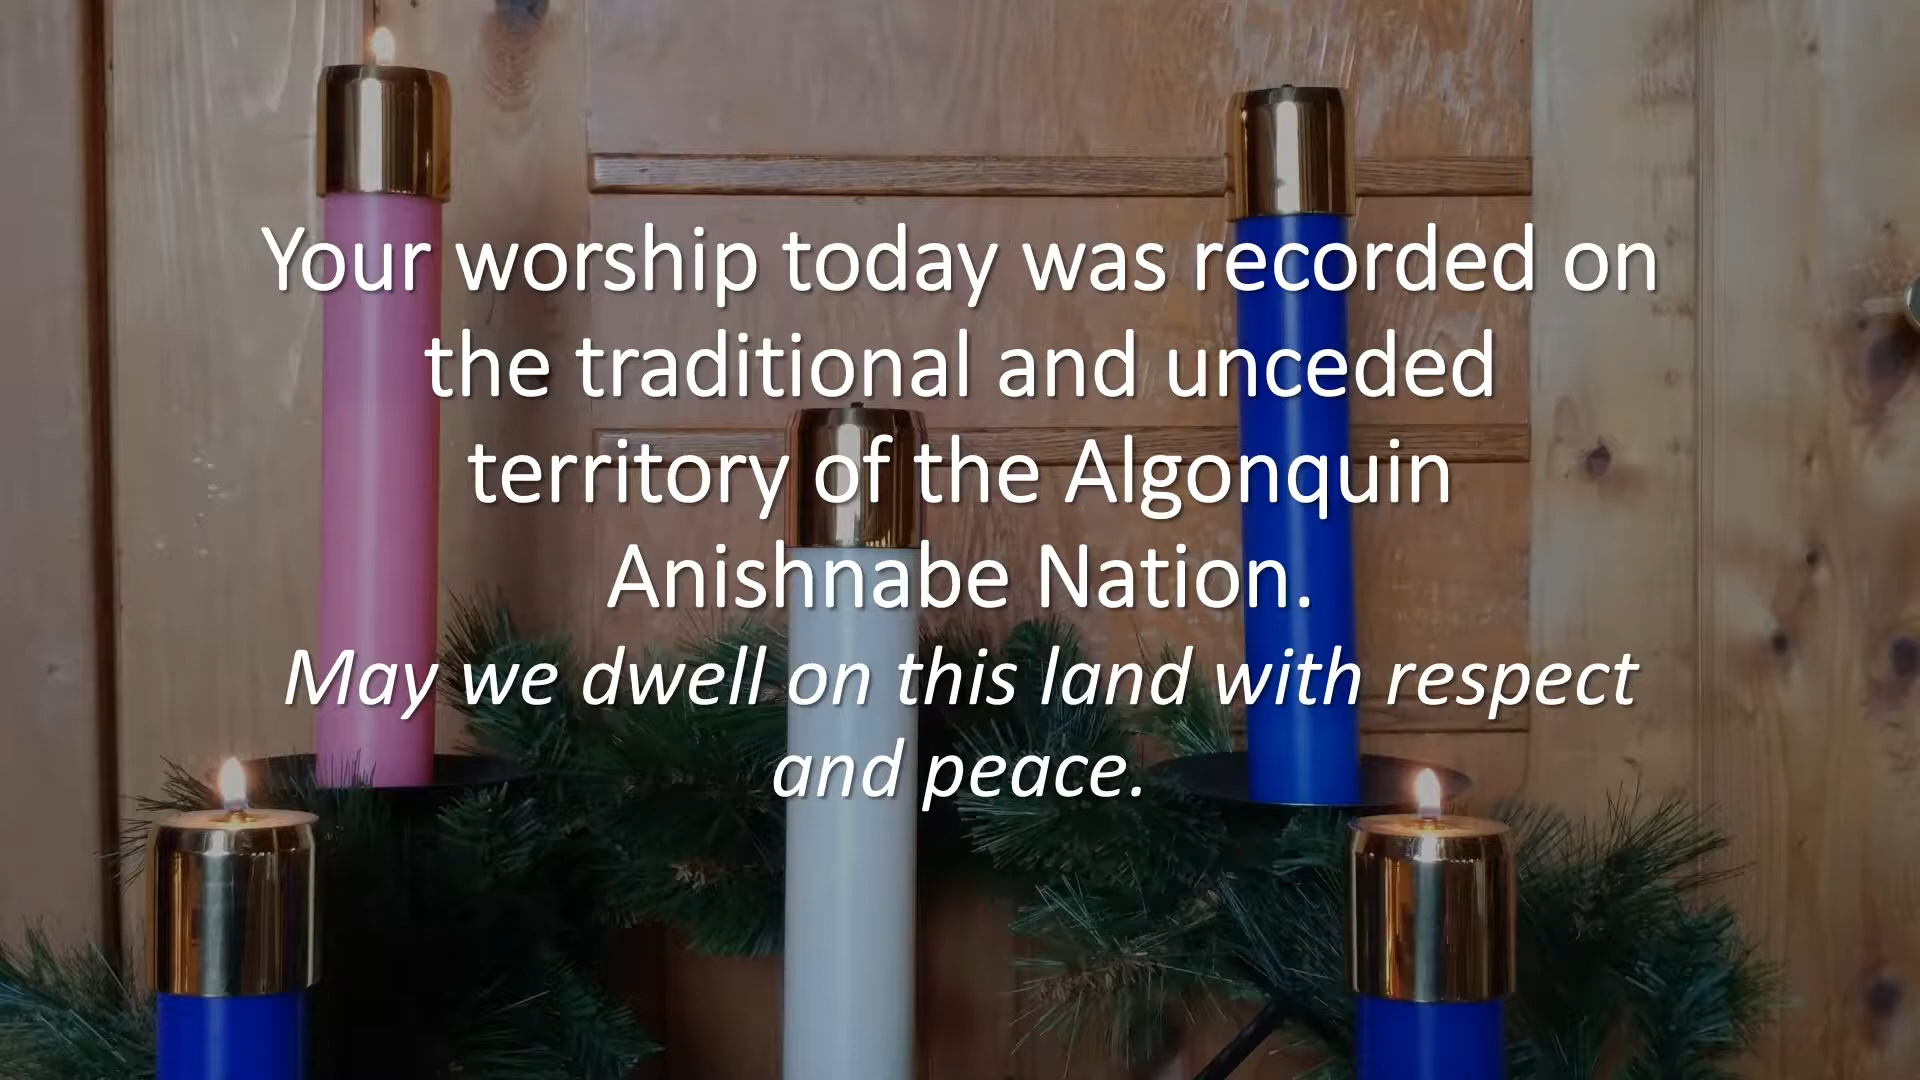 Your worship today was recorded on
the traditional and unceded
territory of the Algonquin
Anishnabe Nation.
May we dwell on this land with respect
and peace.